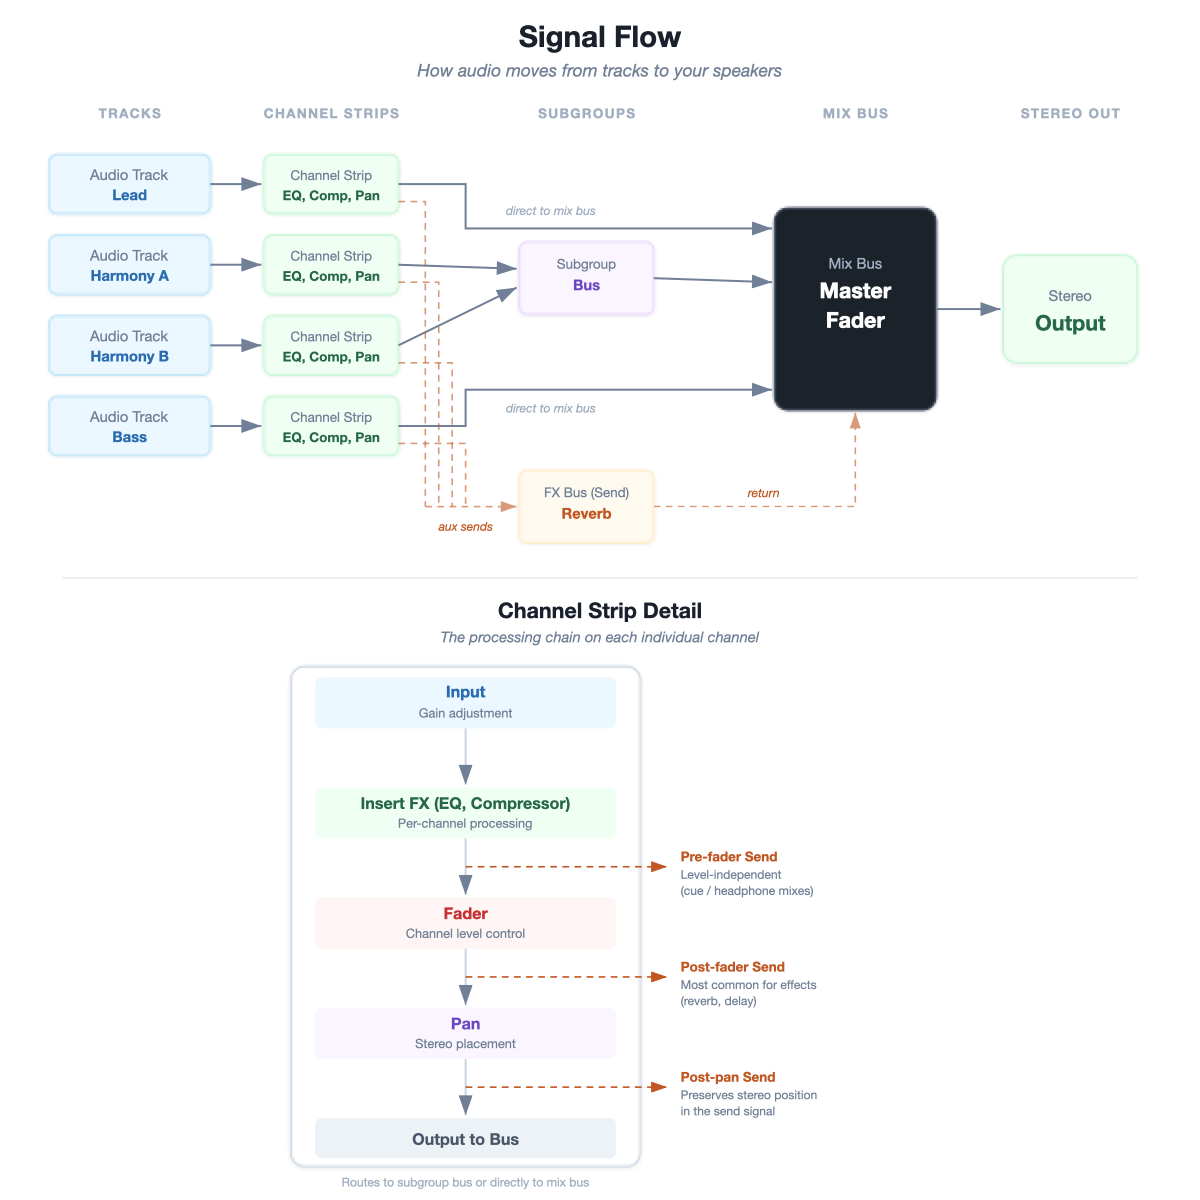 Signal Flow
How audio moves from tracks to your speakers
TRACKS
CHANNEL STRIPS
SUBGROUPS
MIX BUS
STEREO OUT
Audio Track
Lead
Channel Strip
EQ, Comp, Pan
direct to mix bus
Audio Track
Harmony A
Channel Strip
EQ, Comp, Pan
Subgroup
Bus
Mix Bus
Master
Fader
Stereo
Output
Audio Track
Harmony B
Channel Strip
EQ, Comp, Pan
Audio Track
Bass
Channel Strip
EQ, Comp, Pan
direct to mix bus
aux sends
FX Bus (Send)
Reverb
return
Channel Strip Detail
The processing chain on each individual channel
Input
Gain adjustment
Insert FX (EQ, Compressor)
Per-channel processing
Pre-fader Send
Level-independent
(cue / headphone mixes)
Fader
Channel level control
Post-fader Send
Most common for effects
(reverb, delay)
Pan
Stereo placement
Post-pan Send
Preserves stereo position
in the send signal
Output to Bus
Routes to subgroup bus or directly to mix bus